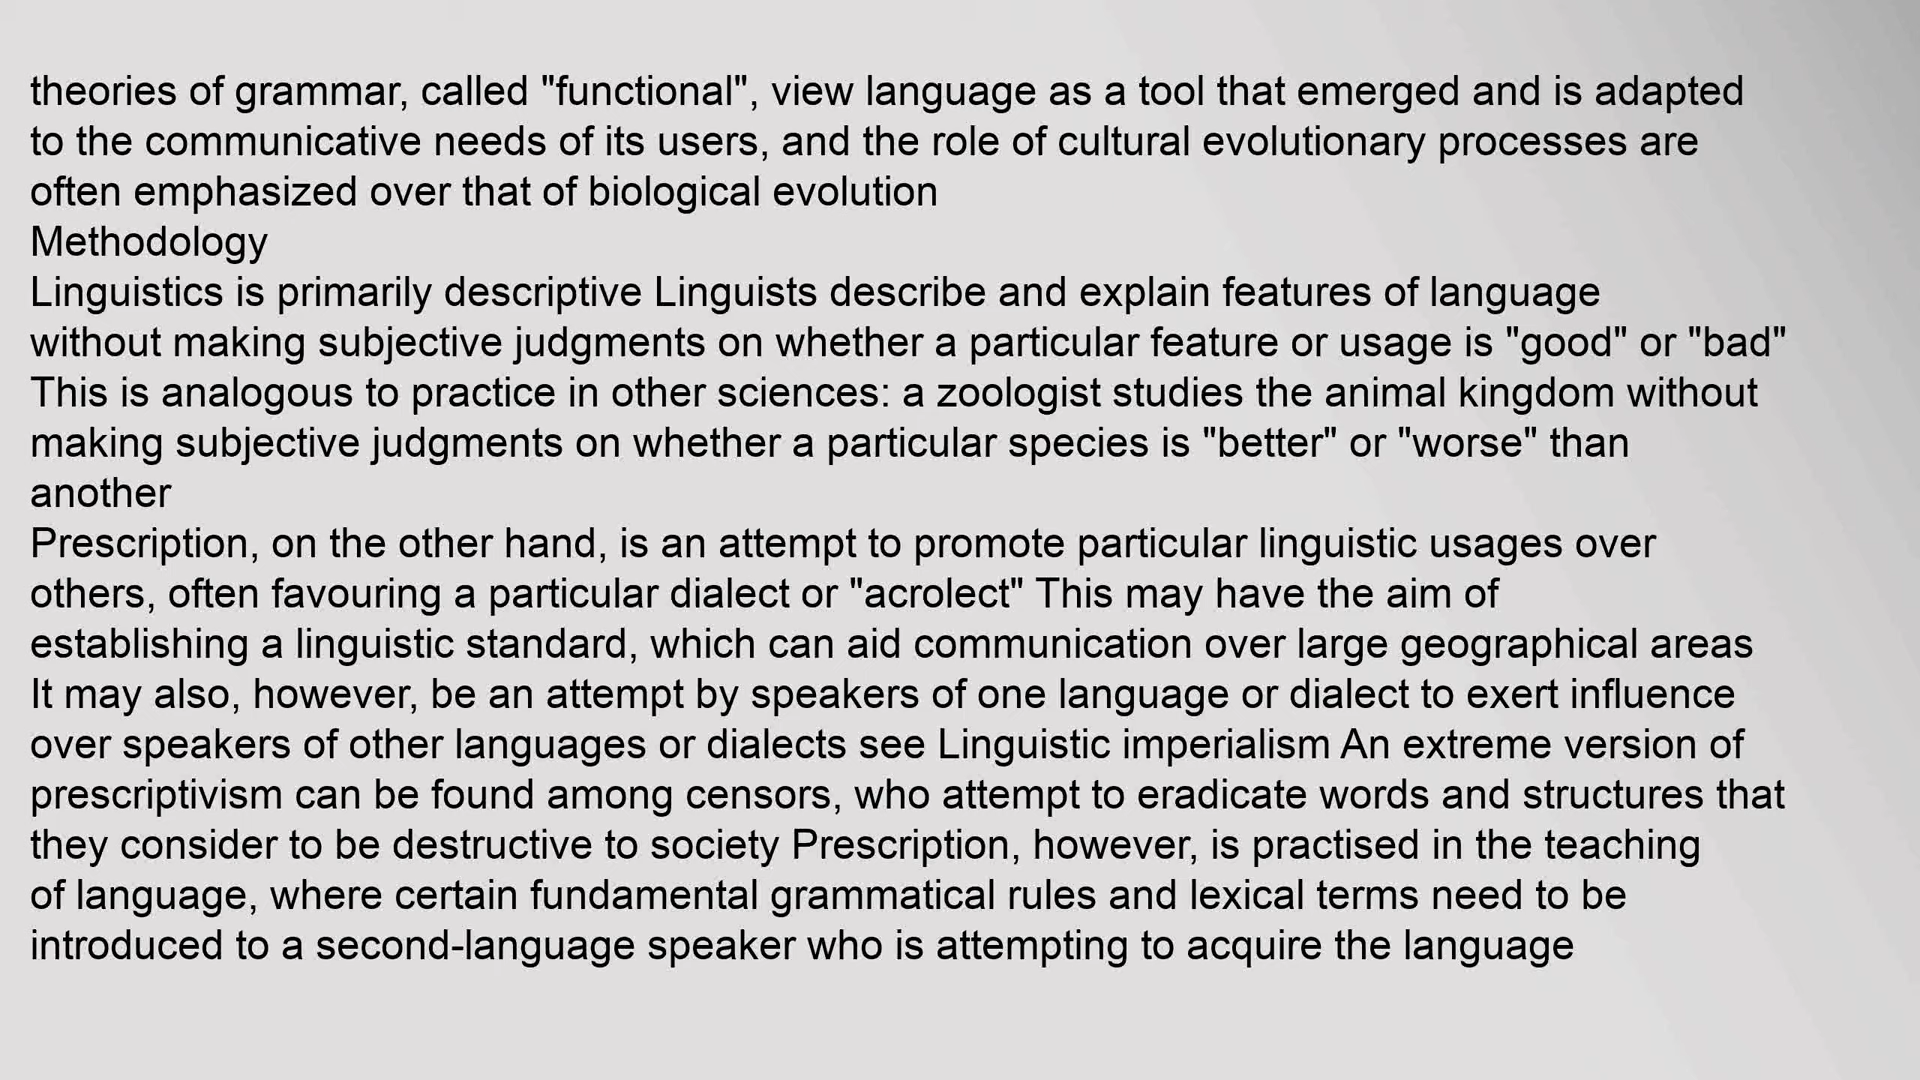 theories of grammar, called "functional", view language as a tool that emerged and is adapted
to the communicative needs of its users, and the role of cultural evolutionary processes are
often emphasized over that of biological evolution
Methodology
Linguistics is primarily descriptive Linguists describe and explain features of language
without making subjective judgments on whether a particular feature or usage is "good" or "bad"
This is analogous to practice in other sciences: a zoologist studies the animal kingdom without
making subjective judgments on whether a particular species is "better" or "worse" than
another
Prescription, on the other hand, is an attempt to promote particular linguistic usages over
others, often favouring a particular dialect or "acrolect" This may have the aim of
establishing a linguistic standard, which can aid communication over large geographical areas
It may also, however, be an attempt by speakers of one language or dialect to exert influence
over speakers of other languages or dialects see Linguistic imperialism An extreme version of
prescriptivism can be found among censors, who attempt to eradicate words and structures that
they consider to be destructive to society Prescription, however, is practised in the teaching
of language, where certain fundamental grammatical rules and lexical terms need to be
introduced to a second-language speaker who is attempting to acquire the language